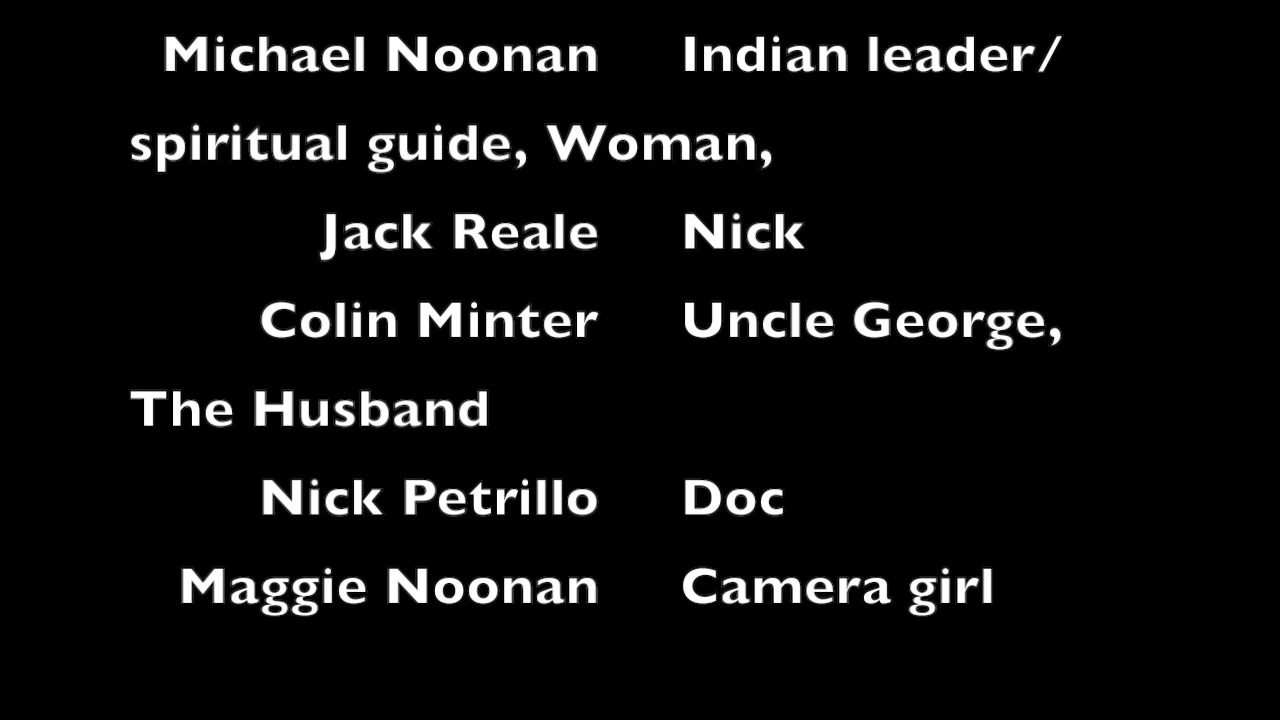 Michael Noonan Indian leader/
spiritual guide, Woman,
Jack Reale Nick
Colin Minter Uncle George,
The Husband
Nick Petrillo Doc
Maggie Noonan Camera girl